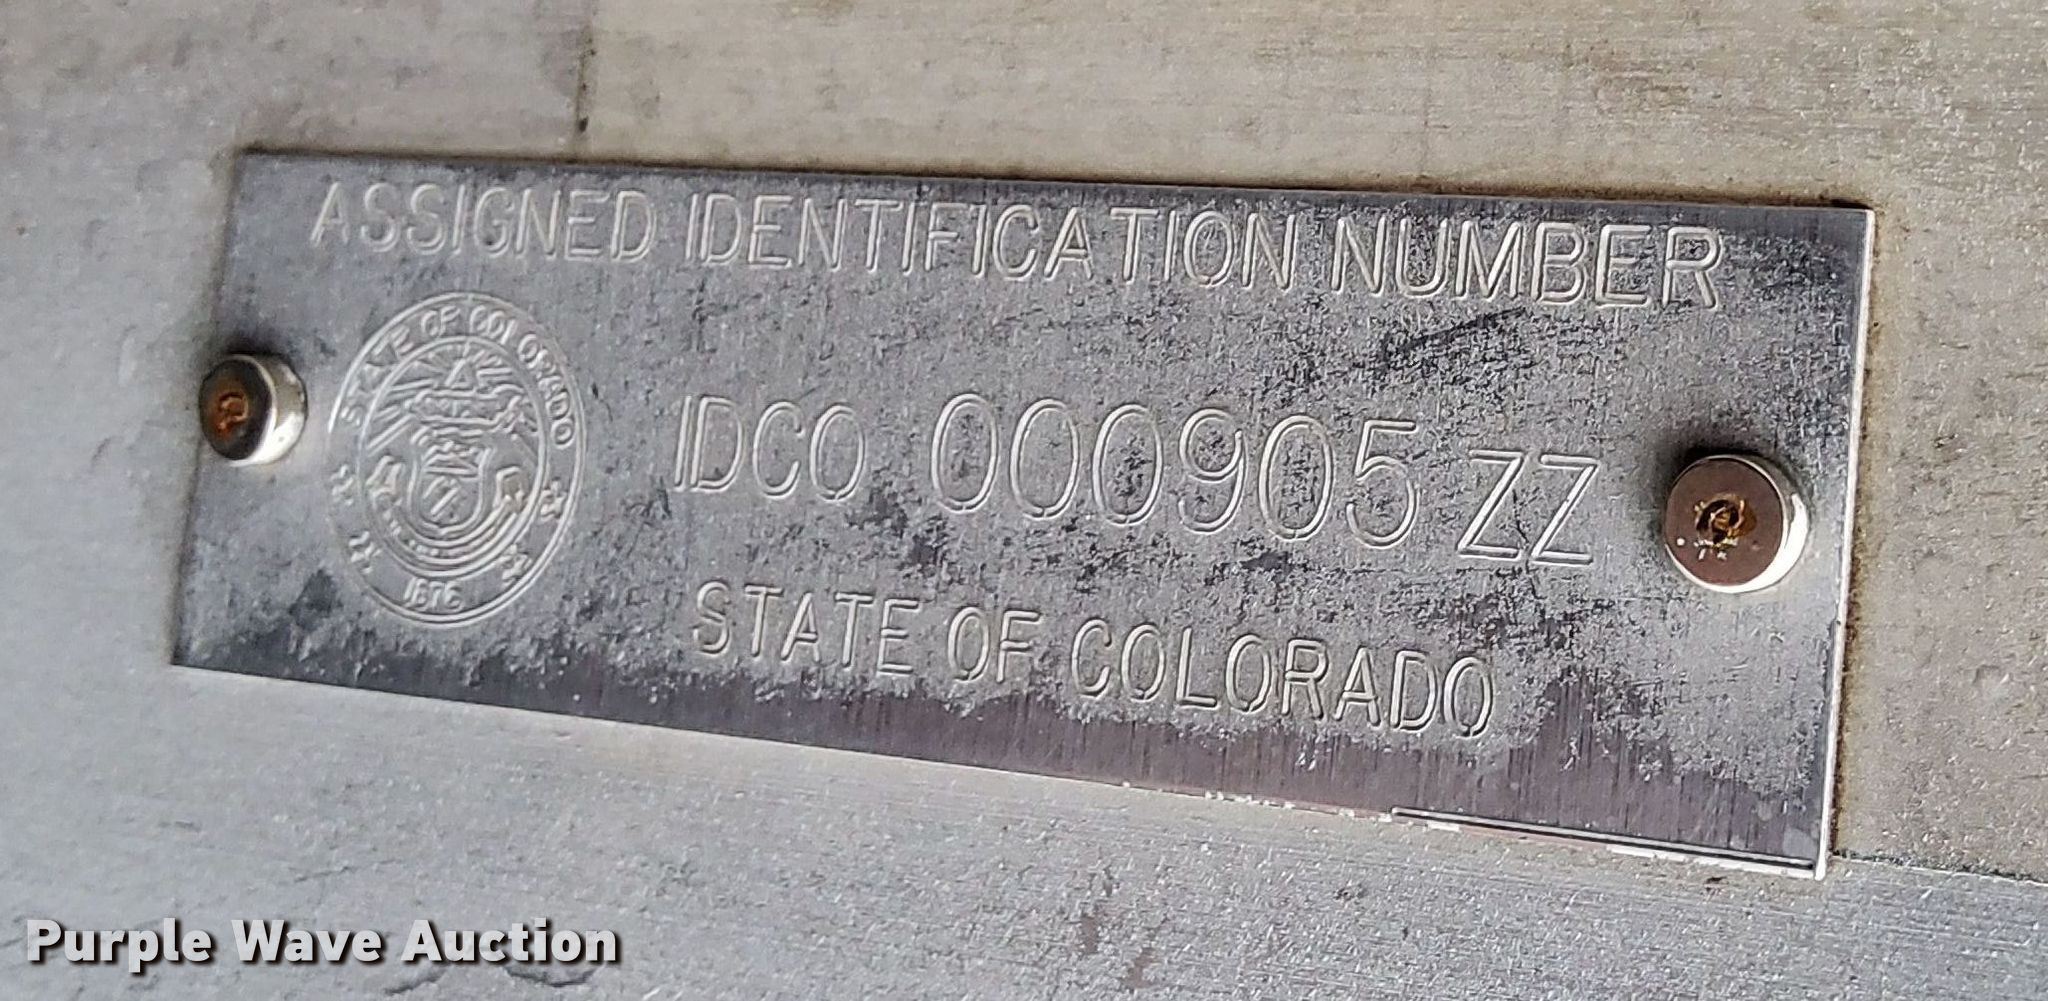 ASSIGNED IDENTIFICATION NUMBER
STATE OF COLORADO
1876
IDCO 000905 ZZ
STATE OF COLORADO
Purple Wave Auction